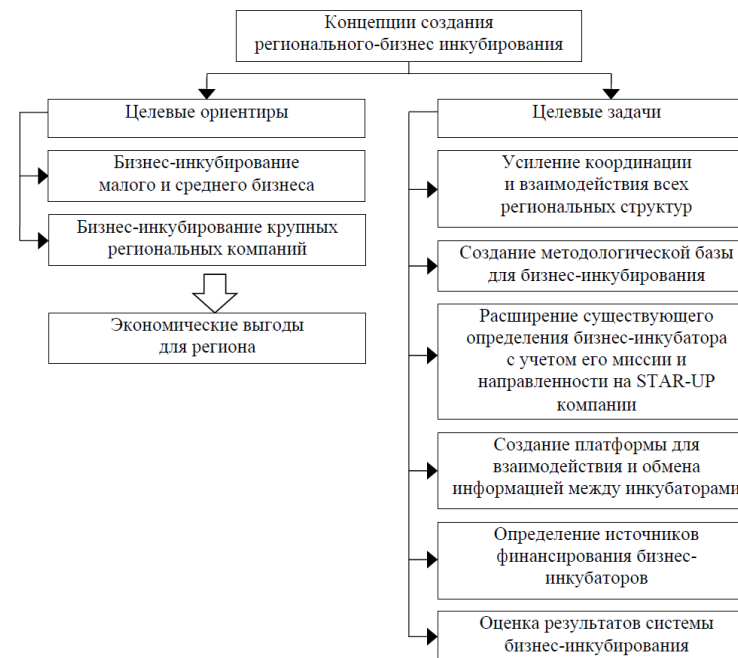 Концепции создания
регионального-бизнес инкубирования
Целевые ориентиры
Бизнес-инкубирование
малого и среднего бизнеса
Бизнес-инкубирование крупных
региональных компаний
Экономические выгоды
для региона
Целевые задачи
Усиление координации
и взаимодействия всех
региональных структур
Создание методологической базы
для бизнес-инкубирования
Расширение существующего
определения бизнес-инкубатора
с учетом его миссии и
направленности на STAR-UP
компании
Создание платформы для
взаимодействия и обмена
информацией между инкубаторами
Определение источников
финансирования бизнес-
инкубаторов
Оценка результатов системы
бизнес-инкубирования